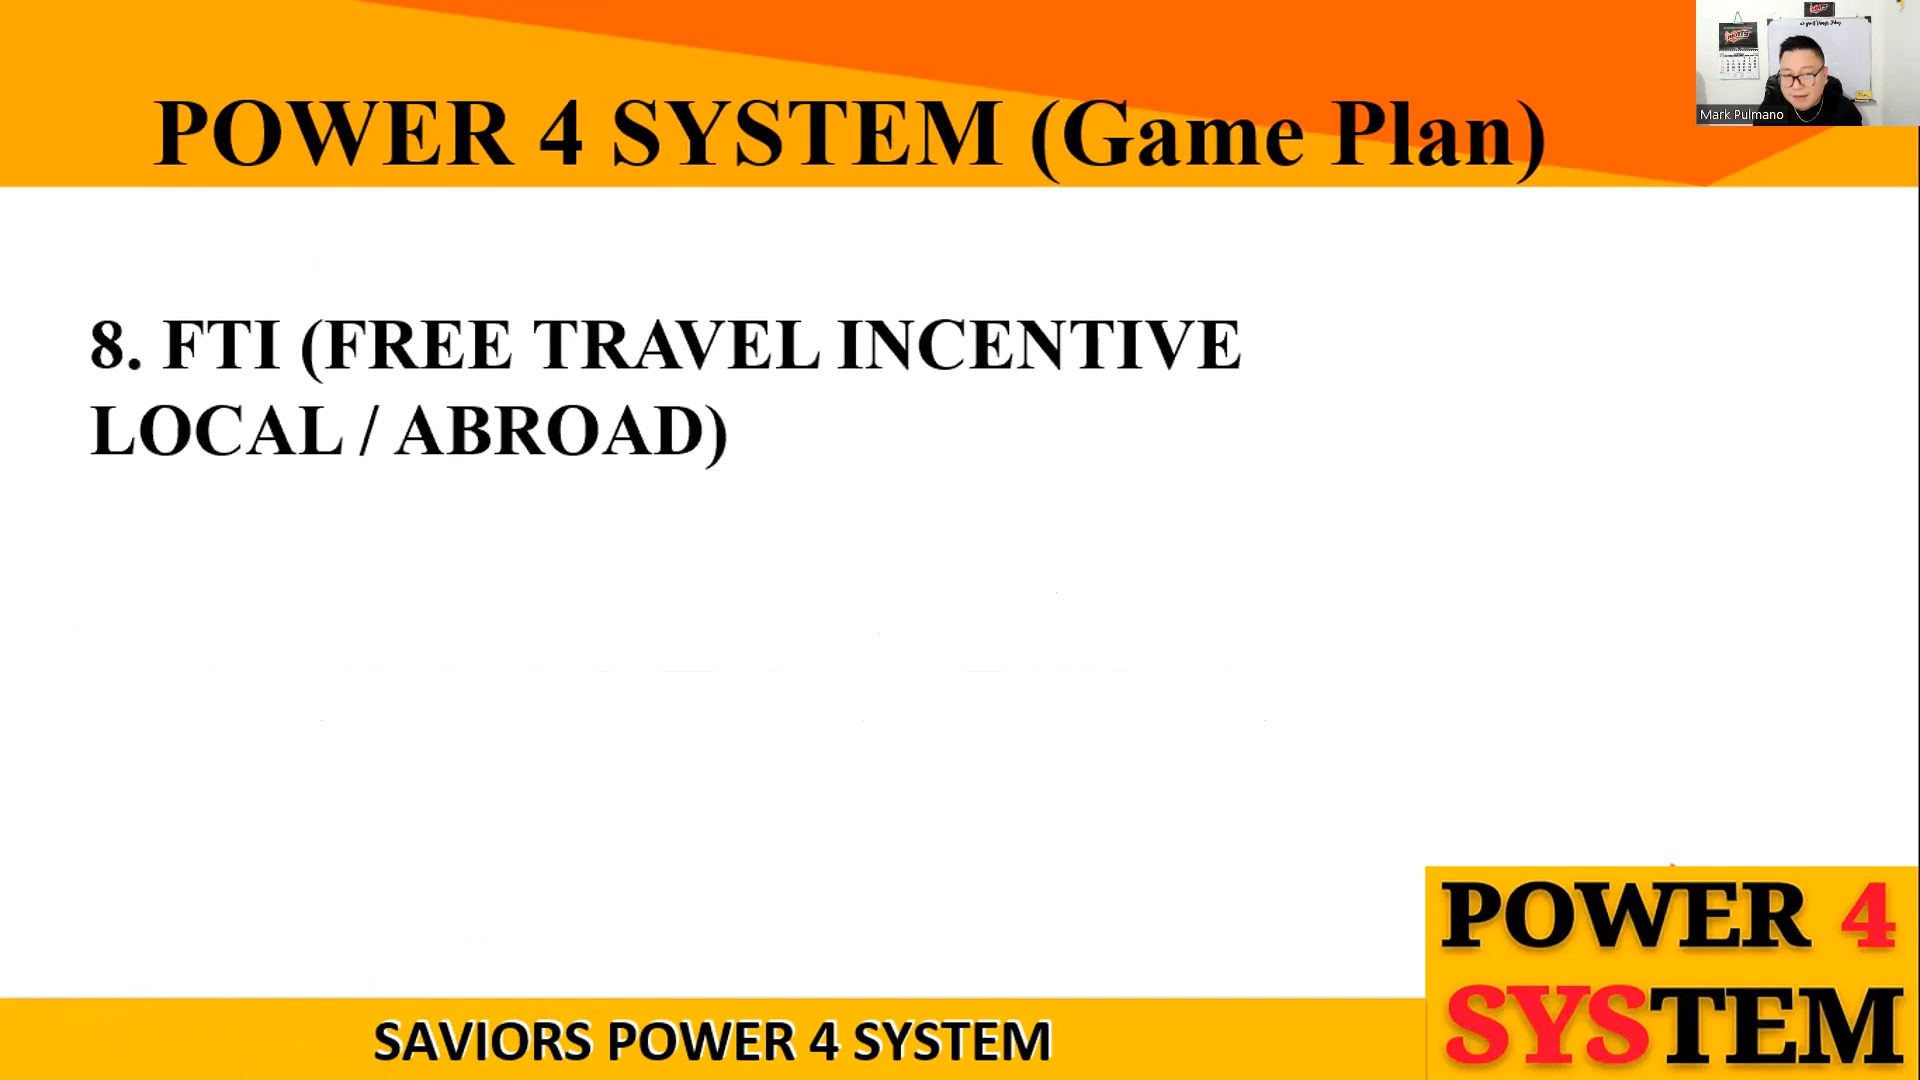 POWER 4 SYSTEM (Game Plan)
Mark Pulmano
8. FTI (FREE TRAVEL INCENTIVE
LOCAL / ABROAD)
POWER 4
SYSTEM
SAVIORS POWER 4 SYSTEM